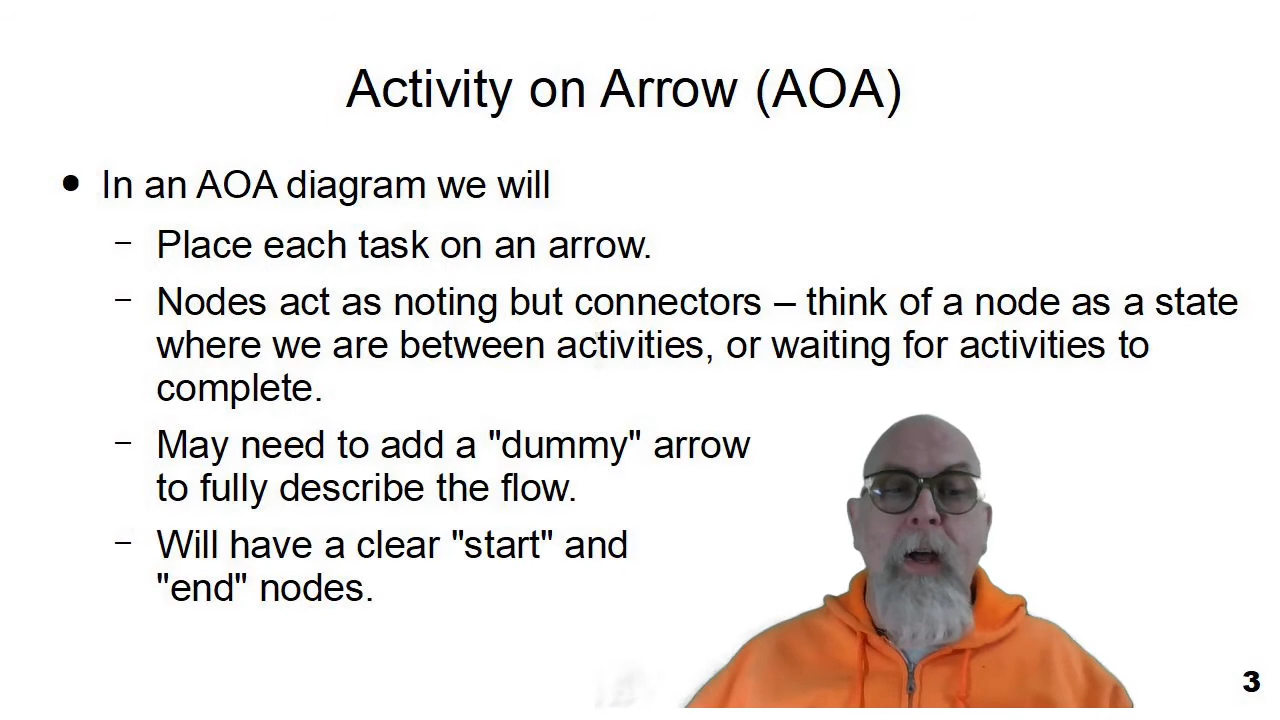 Activity on Arrow (AOA)
● In an AOA diagram we will
– Place each task on an arrow.
– Nodes act as noting but connectors – think of a node as a state
where we are between activities, or waiting for activities to
complete.
– May need to add a "dummy" arrow
to fully describe the flow.
– Will have a clear "start" and
"end" nodes.
3